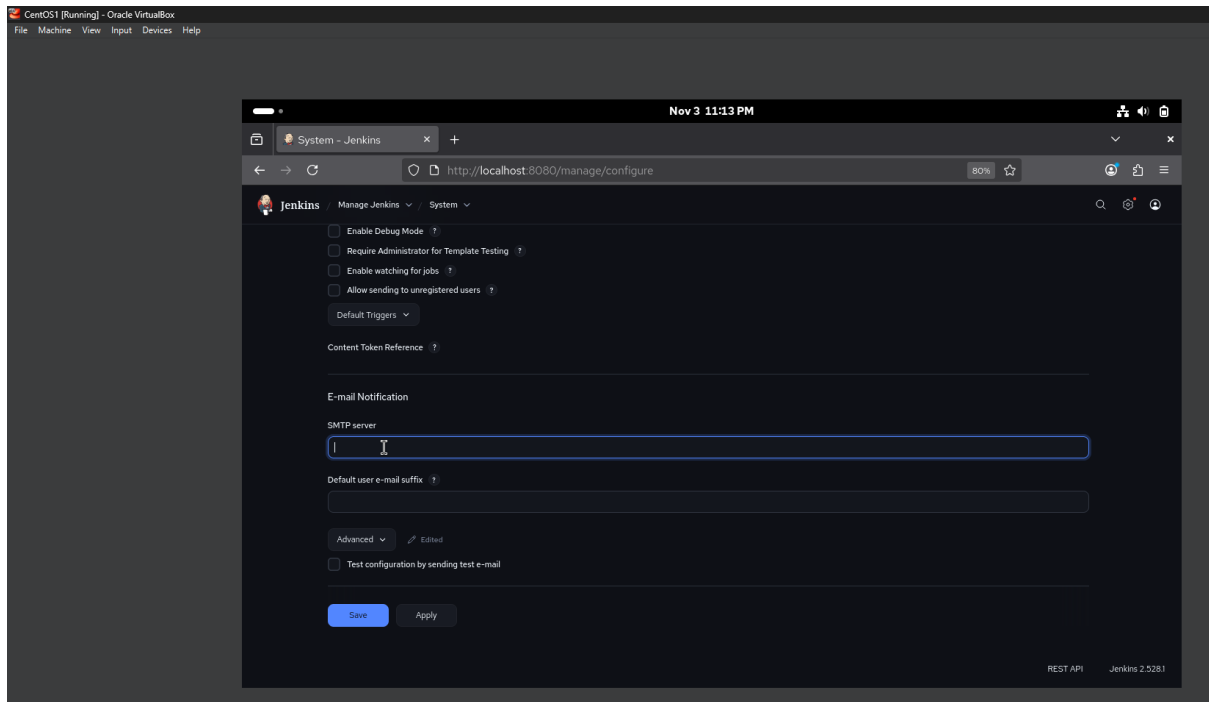 CentOS1 [Running] - Oracle VirtualBox
File Machine View Input Devices Help
Nov 3 11:13 PM
System - Jenkins
http://localhost:8080/manage/configure
80%
Jenkins / Manage Jenkins / System
Enable Debug Mode ?
Require Administrator for Template Testing ?
Enable watching for jobs ?
Allow sending to unregistered users ?
Default Triggers
Content Token Reference ?
E-mail Notification
SMTP server
Default user e-mail suffix ?
Advanced Edited
Test configuration by sending test e-mail
Save Apply
REST API Jenkins 2.528.1